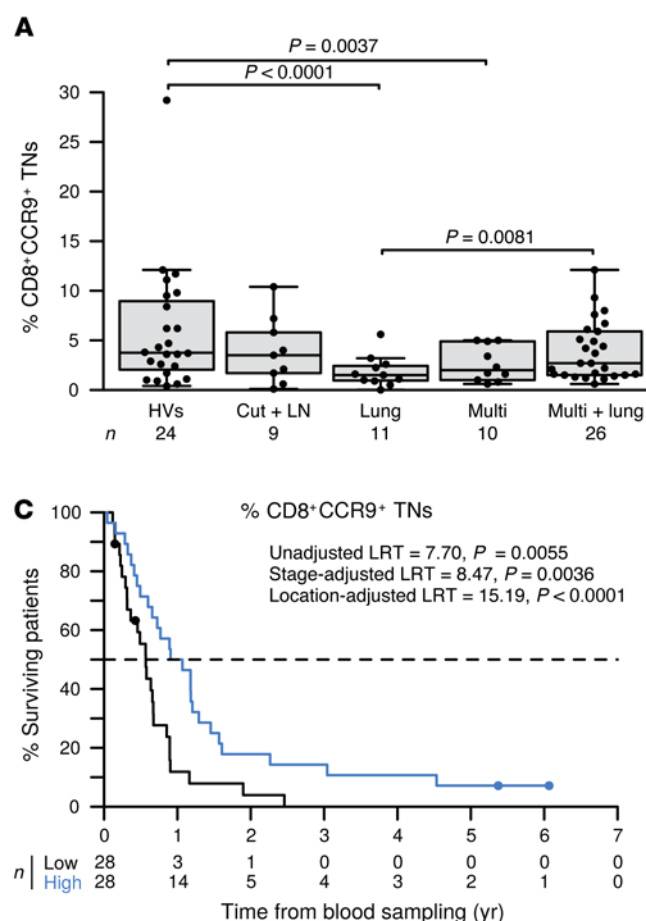 A
P = 0.0037
P < 0.0001
P = 0.0081
% CD8⁺CCR9⁺ TNs
30
25
20
15
10
5
0
HVs Cut + LN Lung Multi Multi + lung
n 24 9 11 10 26
C
% CD8⁺CCR9⁺ TNs
Unadjusted LRT = 7.70, P = 0.0055
Stage-adjusted LRT = 8.47, P = 0.0036
Location-adjusted LRT = 15.19, P < 0.0001
% Surviving patients
100
80
60
40
20
0
0 1 2 3 4 5 6 7
n
Low 28 3 1 0 0 0 0 0
High 28 14 5 4 3 2 1 0
Time from blood sampling (yr)